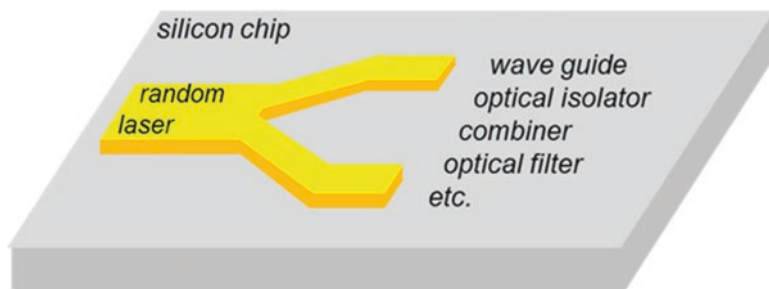 silicon chip
random
laser
wave guide
optical isolator
combiner
optical filter
etc.